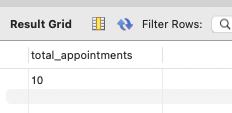 Result Grid Filter Rows:
total_appointments
10